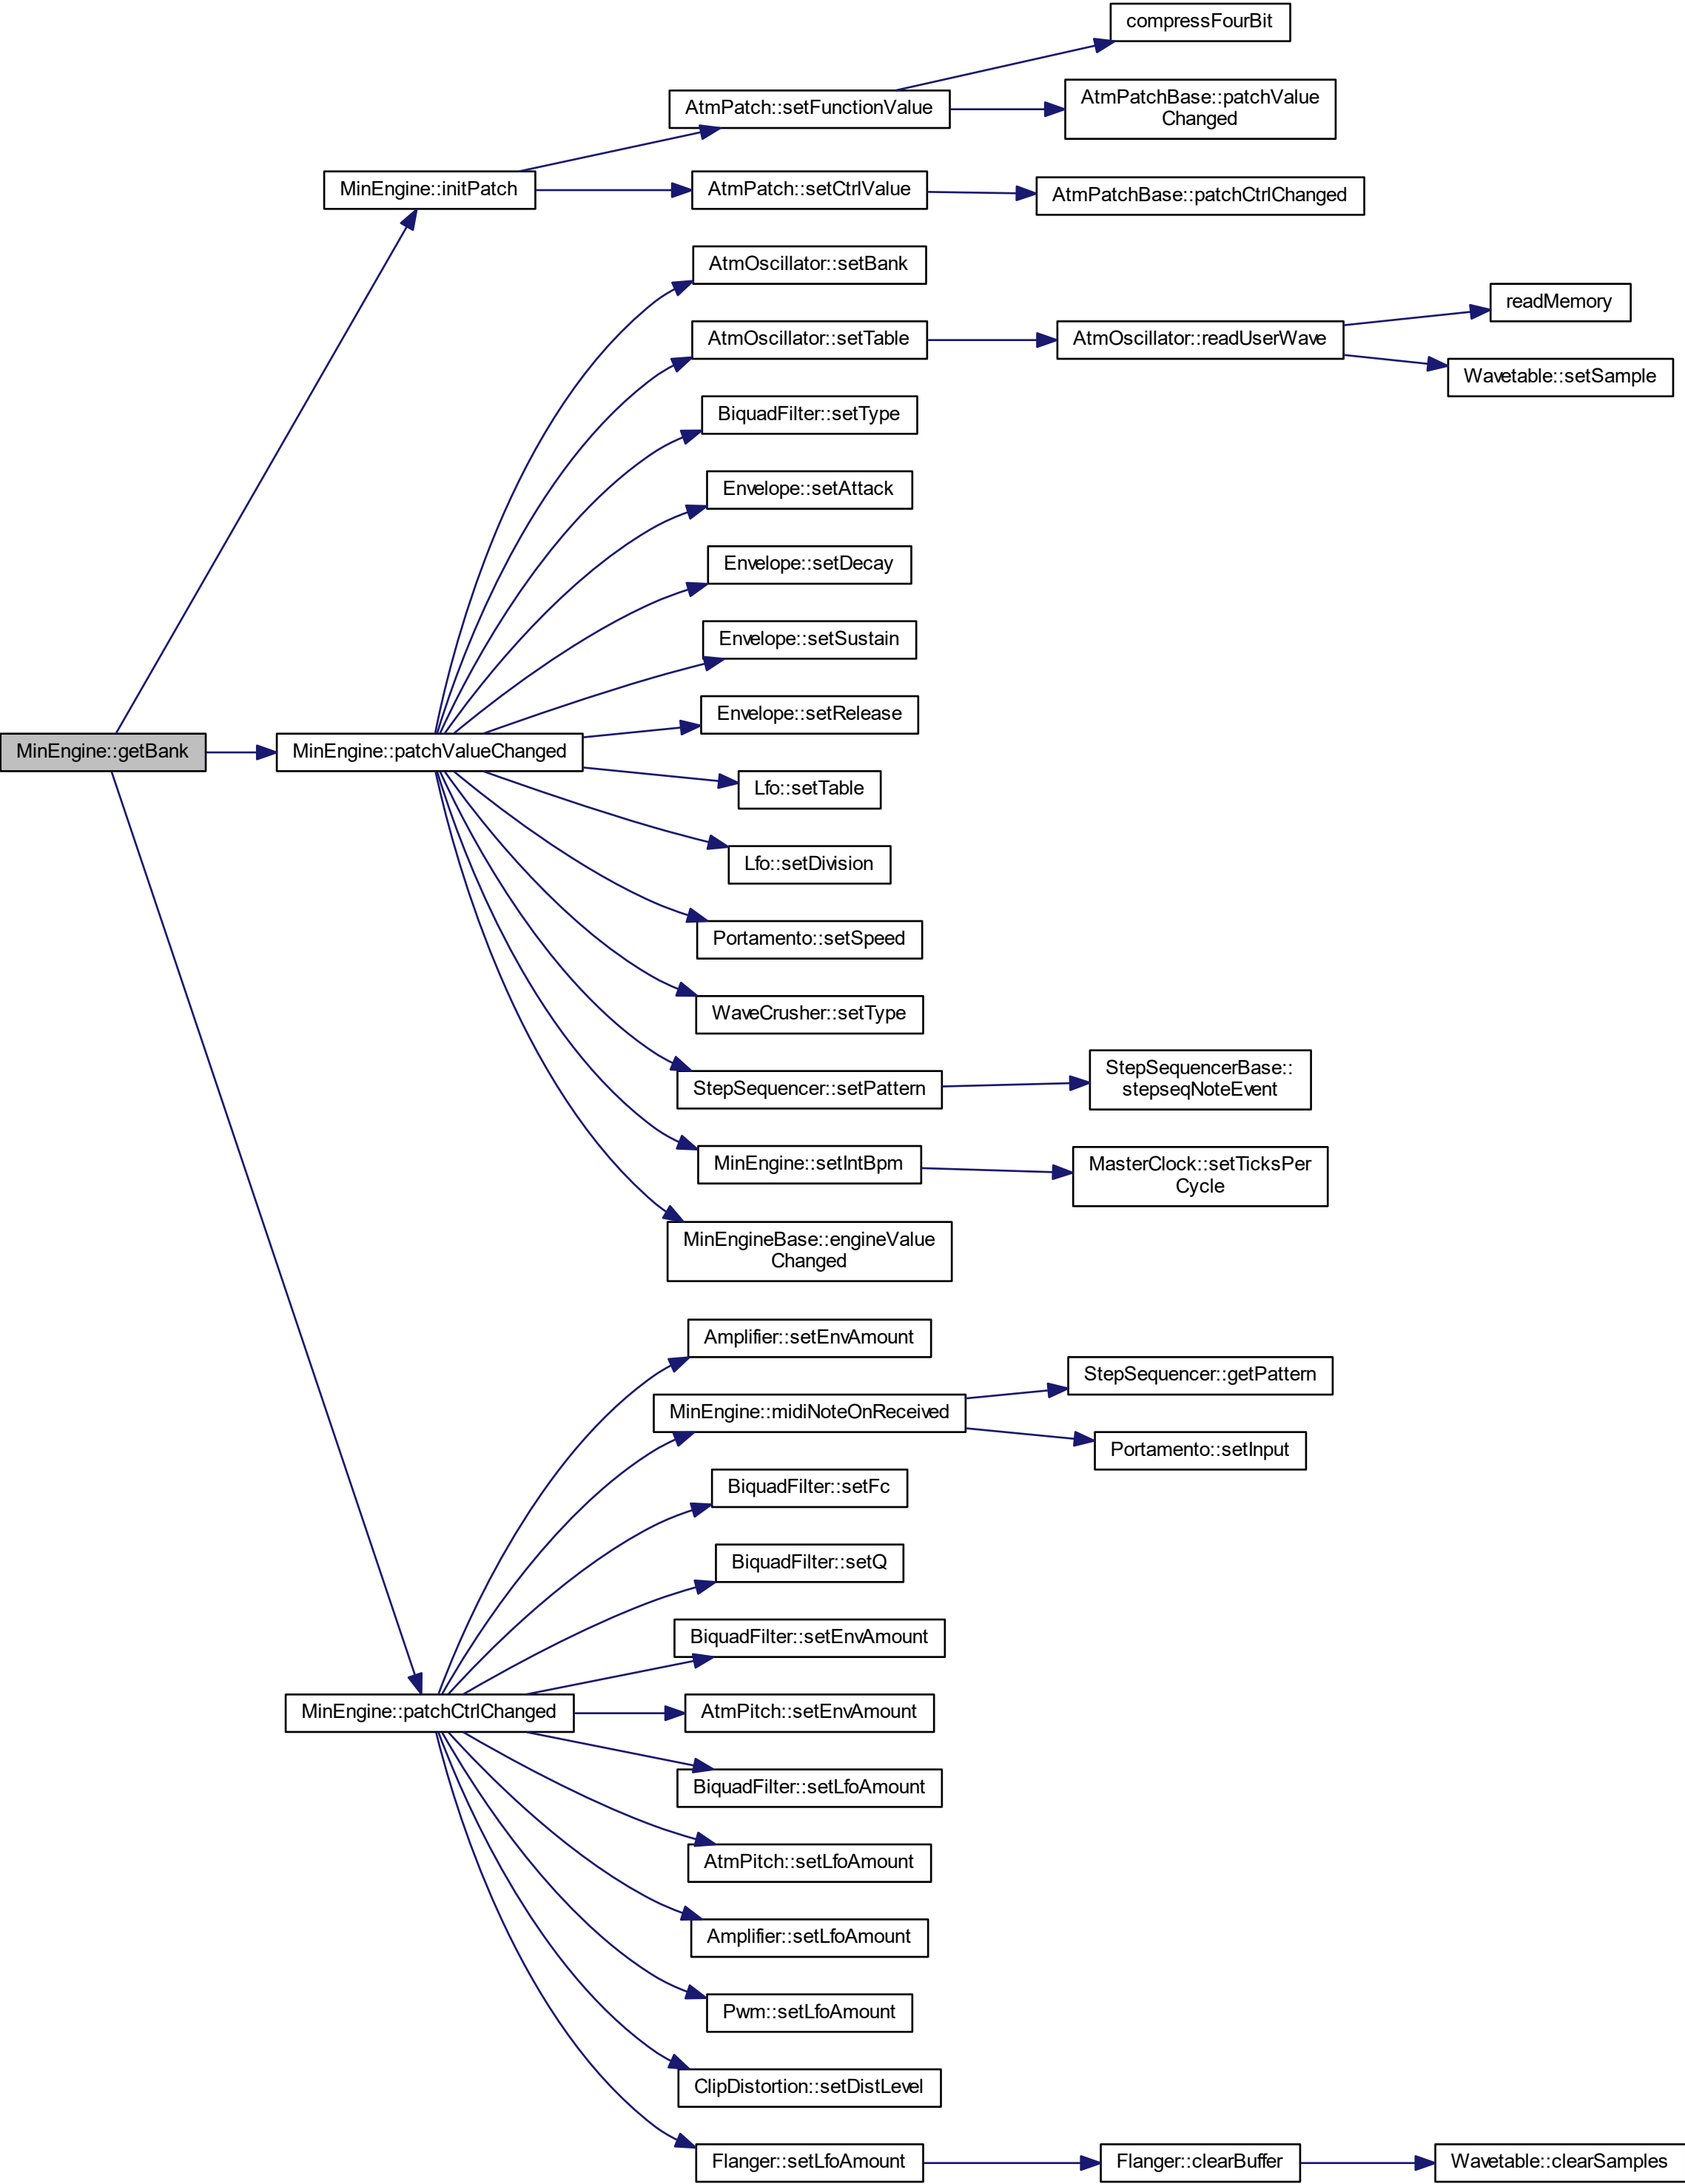 compressFourBit
AtmPatch::setFunctionValue
AtmPatchBase::patchValue
Changed
MinEngine::initPatch
AtmPatch::setCtrlValue
AtmPatchBase::patchCtrlChanged
AtmOscillator::setBank
AtmOscillator::setTable
AtmOscillator::readUserWave
readMemory
Wavetable::setSample
BiquadFilter::setType
Envelope::setAttack
Envelope::setDecay
Envelope::setSustain
Envelope::setRelease
MinEngine::getBank
MinEngine::patchValueChanged
Lfo::setTable
Lfo::setDivision
Portamento::setSpeed
WaveCrusher::setType
StepSequencer::setPattern
StepSequencerBase::
stepseqNoteEvent
MinEngine::setIntBpm
MasterClock::setTicksPer
Cycle
MinEngineBase::engineValue
Changed
Amplifier::setEnvAmount
MinEngine::midiNoteOnReceived
StepSequencer::getPattern
Portamento::setInput
BiquadFilter::setFc
BiquadFilter::setQ
BiquadFilter::setEnvAmount
MinEngine::patchCtrlChanged
AtmPitch::setEnvAmount
BiquadFilter::setLfoAmount
AtmPitch::setLfoAmount
Amplifier::setLfoAmount
Pwm::setLfoAmount
ClipDistortion::setDistLevel
Flanger::setLfoAmount
Flanger::clearBuffer
Wavetable::clearSamples